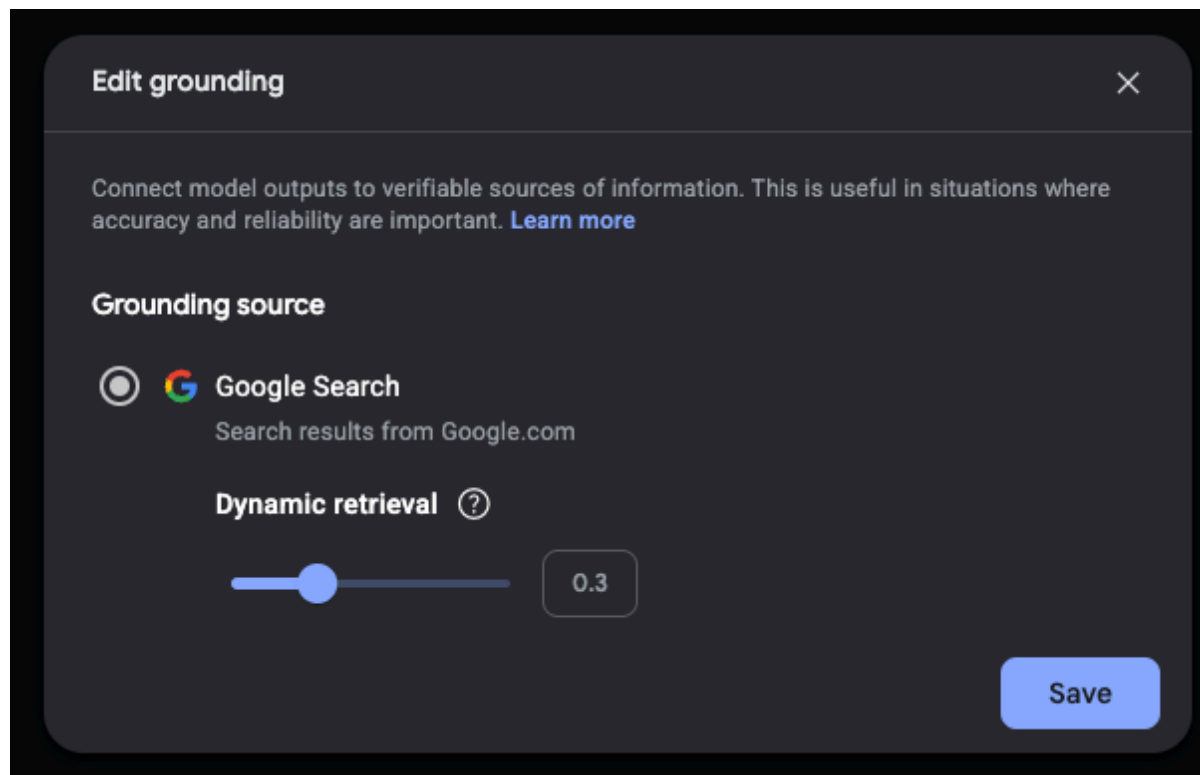 Edit grounding
Connect model outputs to verifiable sources of information. This is useful in situations where
accuracy and reliability are important. Learn more
Grounding source
Google Search
Search results from Google.com
Dynamic retrieval ?
0.3
Save